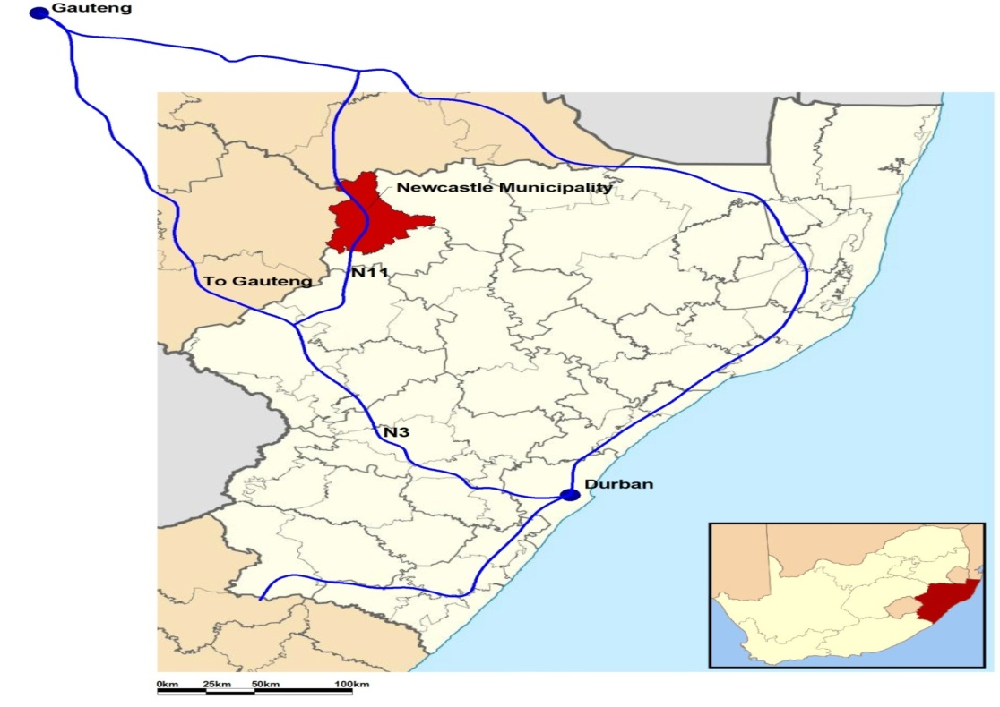 Gauteng
Newcastle Municipality
N11
To Gauteng
N3
Durban
0km 25km 50km 100km